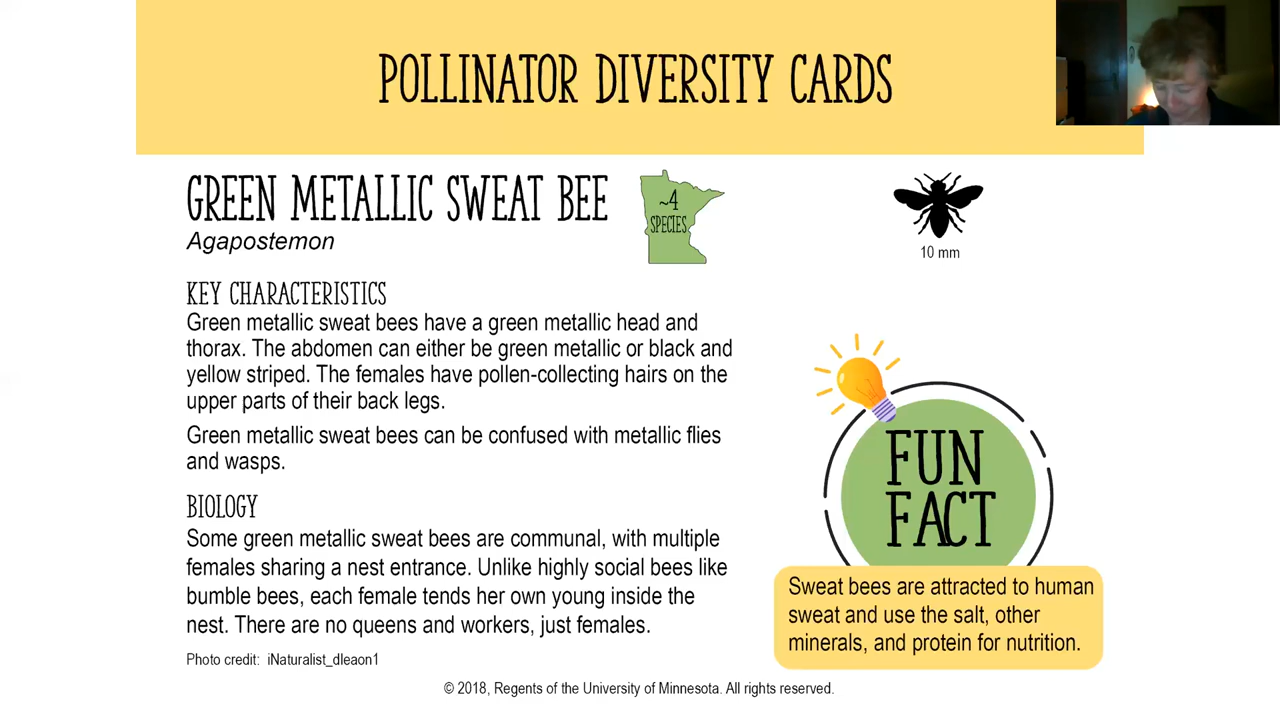 POLLINATOR DIVERSITY CARDS
GREEN METALLIC SWEAT BEE
Agapostemon
~4
SPECIES
10 mm
KEY CHARACTERISTICS
Green metallic sweat bees have a green metallic head and
thorax. The abdomen can either be green metallic or black and
yellow striped. The females have pollen-collecting hairs on the
upper parts of their back legs.
Green metallic sweat bees can be confused with metallic flies
and wasps.
BIOLOGY
Some green metallic sweat bees are communal, with multiple
females sharing a nest entrance. Unlike highly social bees like
bumble bees, each female tends her own young inside the
nest. There are no queens and workers, just females.
Photo credit: iNaturalist_dleaon1
FUN
FACT
Sweat bees are attracted to human
sweat and use the salt, other
minerals, and protein for nutrition.
© 2018, Regents of the University of Minnesota. All rights reserved.